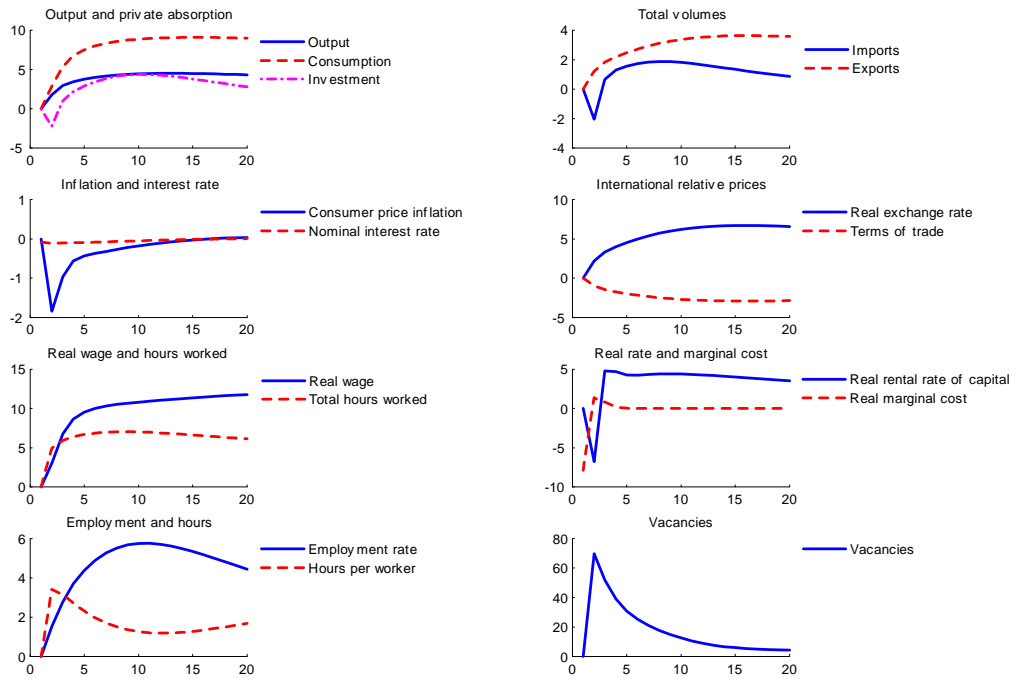 Output and private absorption
10
5
0
-5
0 5 10 15 20
Output
Consumption
Investment
Total volumes
4
2
0
-2
-4
0 5 10 15 20
Imports
Exports
Inflation and interest rate
1
0
-1
-2
0 5 10 15 20
Consumer price inflation
Nominal interest rate
International relative prices
10
5
0
-5
0 5 10 15 20
Real exchange rate
Terms of trade
Real wage and hours worked
15
10
5
0
0 5 10 15 20
Real wage
Total hours worked
Real rate and marginal cost
5
0
-5
-10
0 5 10 15 20
Real rental rate of capital
Real marginal cost
Employment and hours
6
4
2
0
0 5 10 15 20
Employment rate
Hours per worker
Vacancies
80
60
40
20
0
0 5 10 15 20
Vacancies